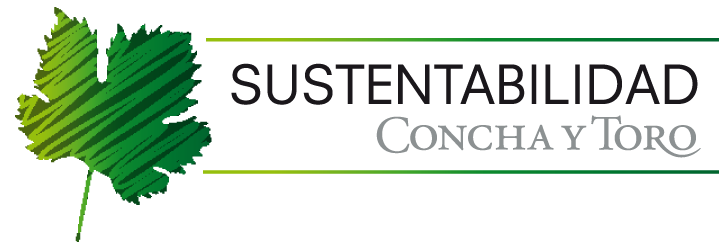 SUSTENTABILIDAD
CONCHA Y TORO